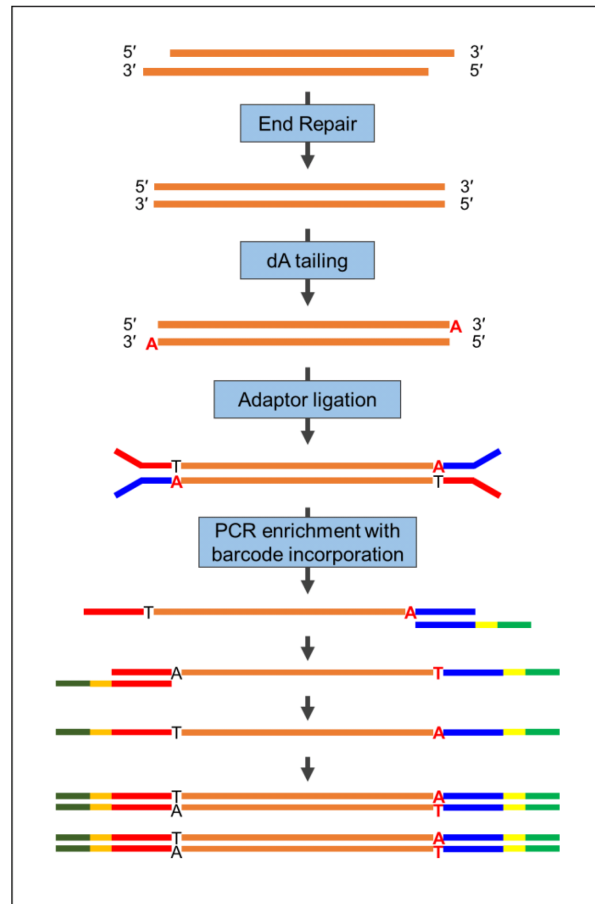 5′ 3′
3′ 5′
End Repair
5′ 3′
3′ 5′
dA tailing
5′ A 3′
3′ A 5′
Adaptor ligation
T A
A T
PCR enrichment with
barcode incorporation
T A
A T
T A
T A
A T
T A
A T